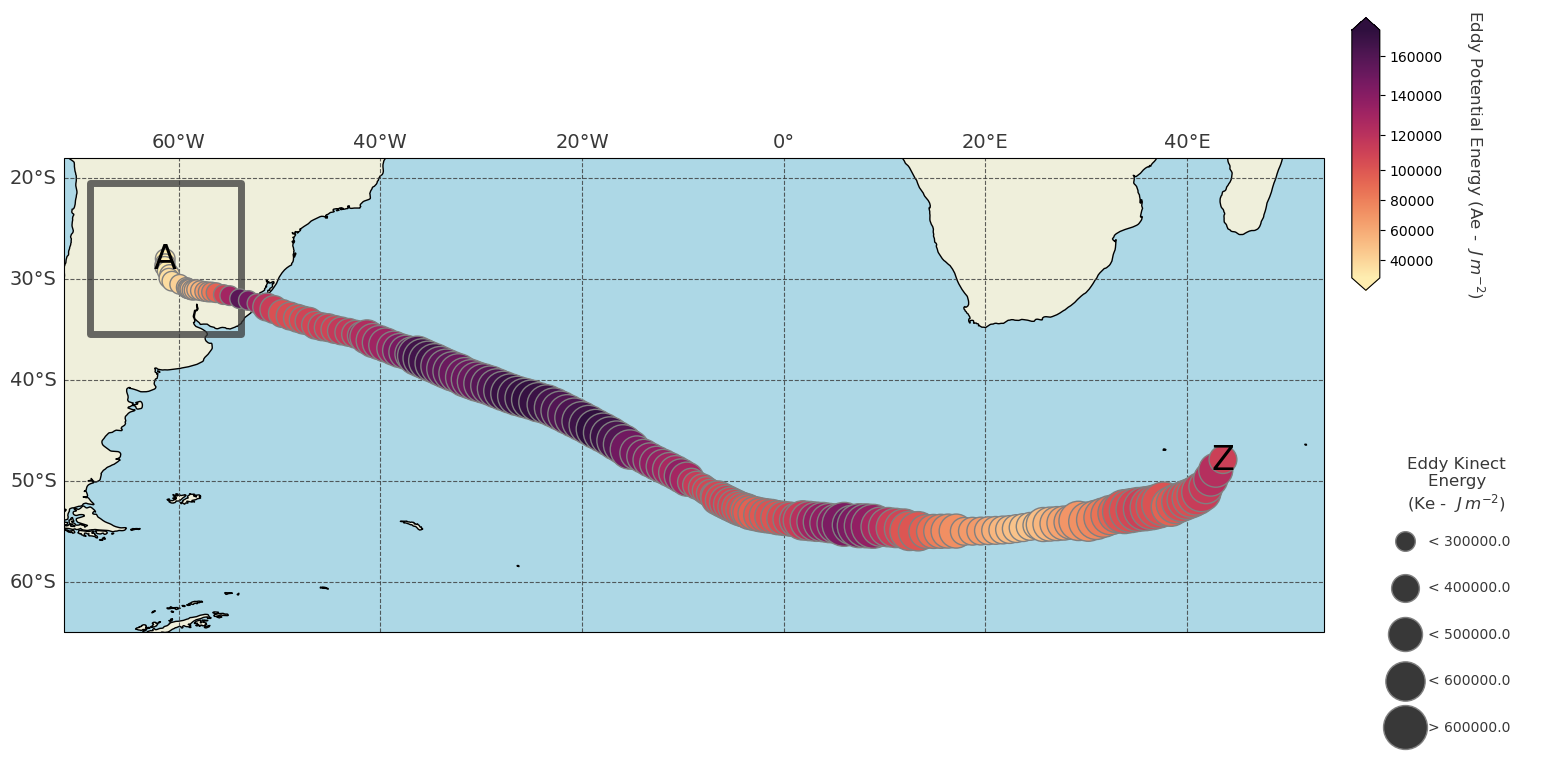 60°W 40°W 20°W 0° 20°E 40°E
20°S
30°S
40°S
50°S
60°S
A
Z
160000
140000
120000
100000
80000
60000
40000
Eddy Potential Energy (Ae - J m⁻²)
Eddy Kinect
Energy
(Ke - J m⁻²)
< 300000.0
< 400000.0
< 500000.0
< 600000.0
> 600000.0